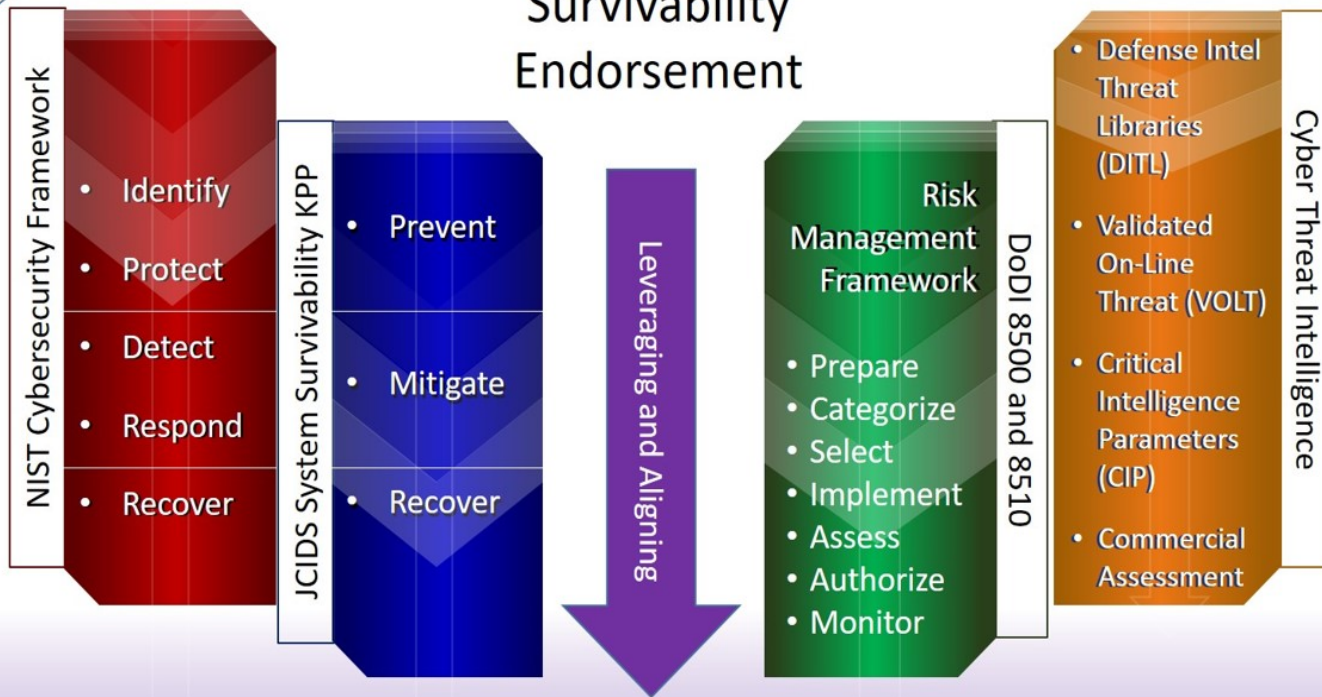 Survivability
Endorsement
NIST Cybersecurity Framework
• Identify
• Protect
• Detect
• Respond
• Recover
JCIDS System Survivability KPP
• Prevent
• Mitigate
• Recover
Leveraging and Aligning
Risk
Management
Framework
• Prepare
• Categorize
• Select
• Implement
• Assess
• Authorize
• Monitor
DoDI 8500 and 8510
• Defense Intel
Threat
Libraries
(DITL)
• Validated
On-Line
Threat (VOLT)
• Critical
Intelligence
Parameters
(CIP)
• Commercial
Assessment
Cyber Threat Intelligence